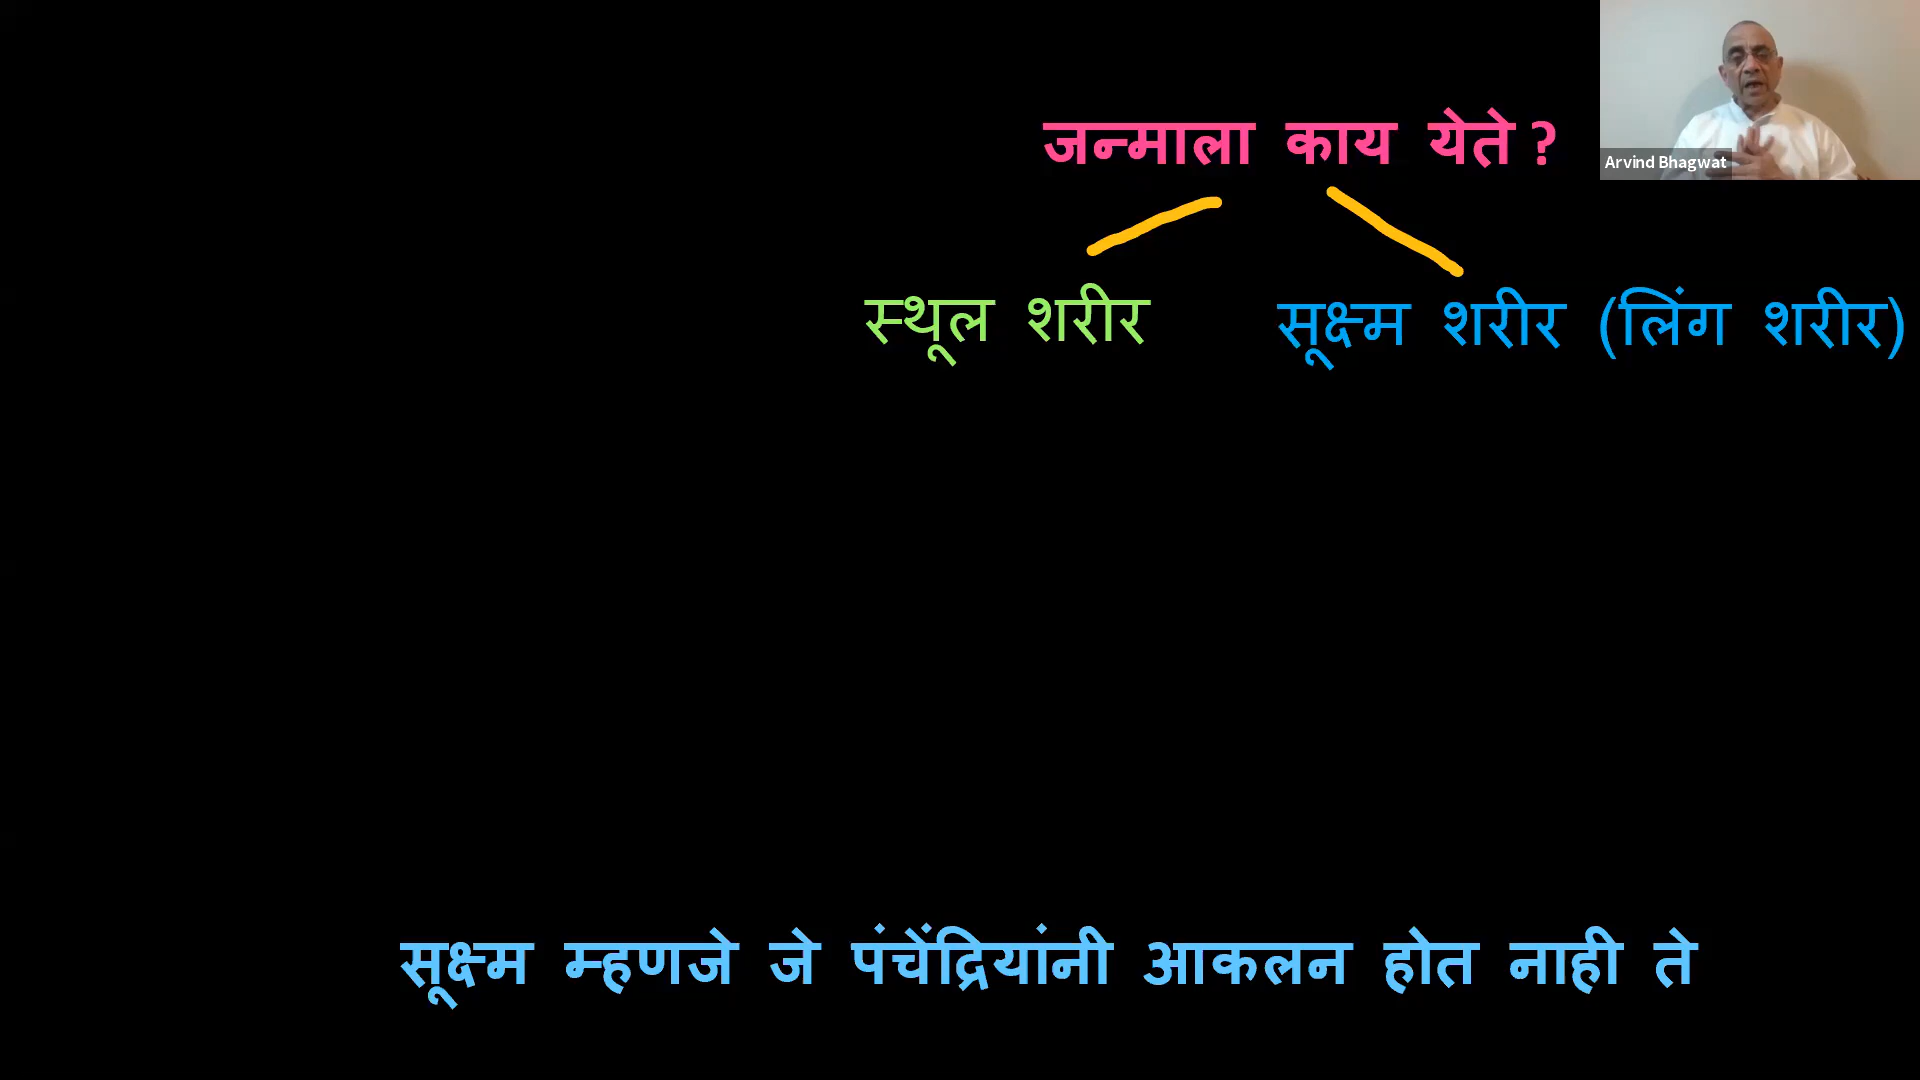 जन्माला काय येते ?
Arvind Bhagwat
स्थूल शरीर
सूक्ष्म शरीर (लिंग शरीर)
सूक्ष्म म्हणजे जे पंचेंद्रियांनी आकलन होत नाही ते